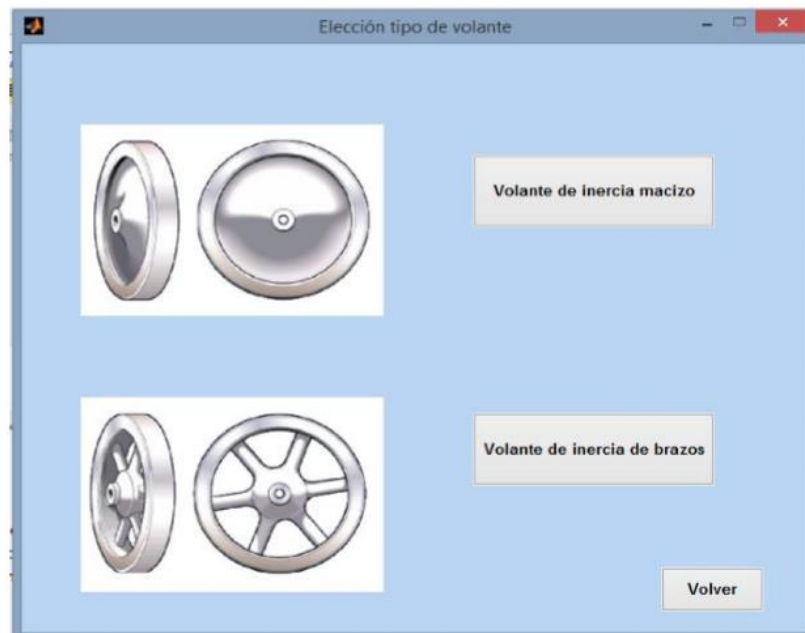 Elección tipo de volante
Volante de inercia macizo
Volante de inercia de brazos
Volver